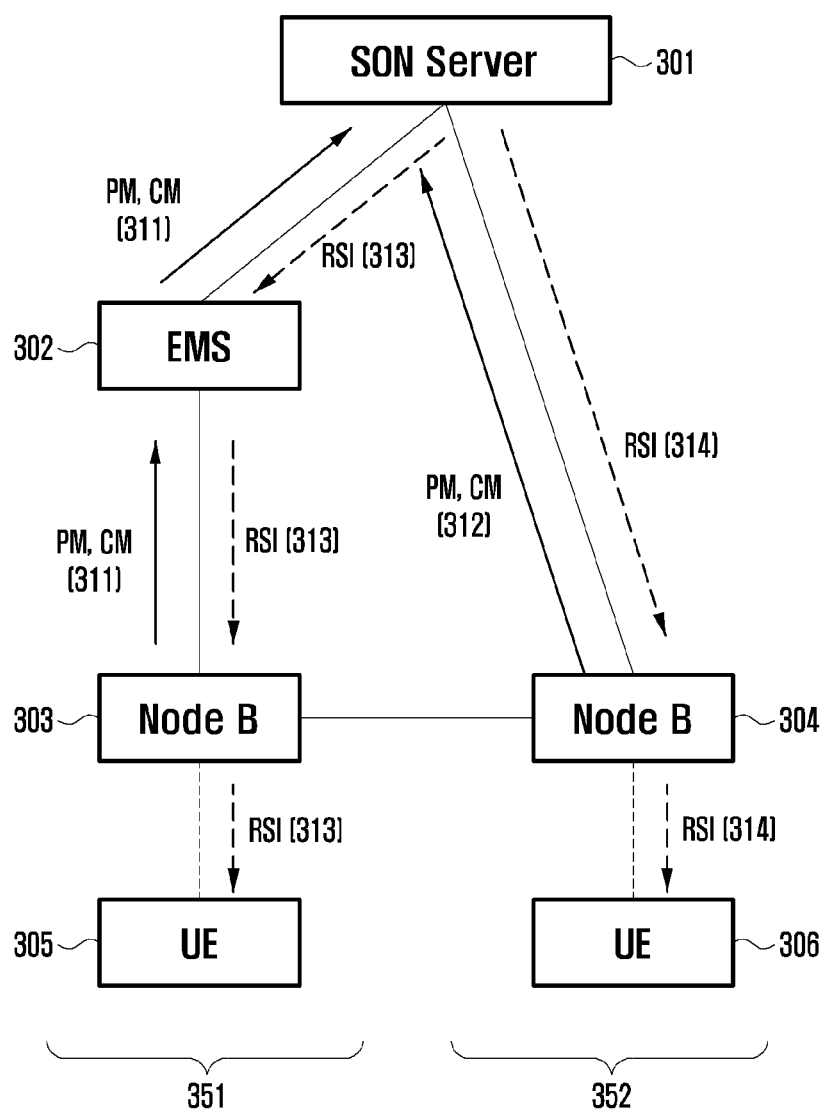 SON Server
301
PM, CM
(311)
RSI (313)
302
EMS
RSI (314)
PM, CM
(312)
PM, CM
(311)
RSI (313)
303
Node B
Node B
304
RSI (313)
RSI (314)
305
UE
UE
306
351
352